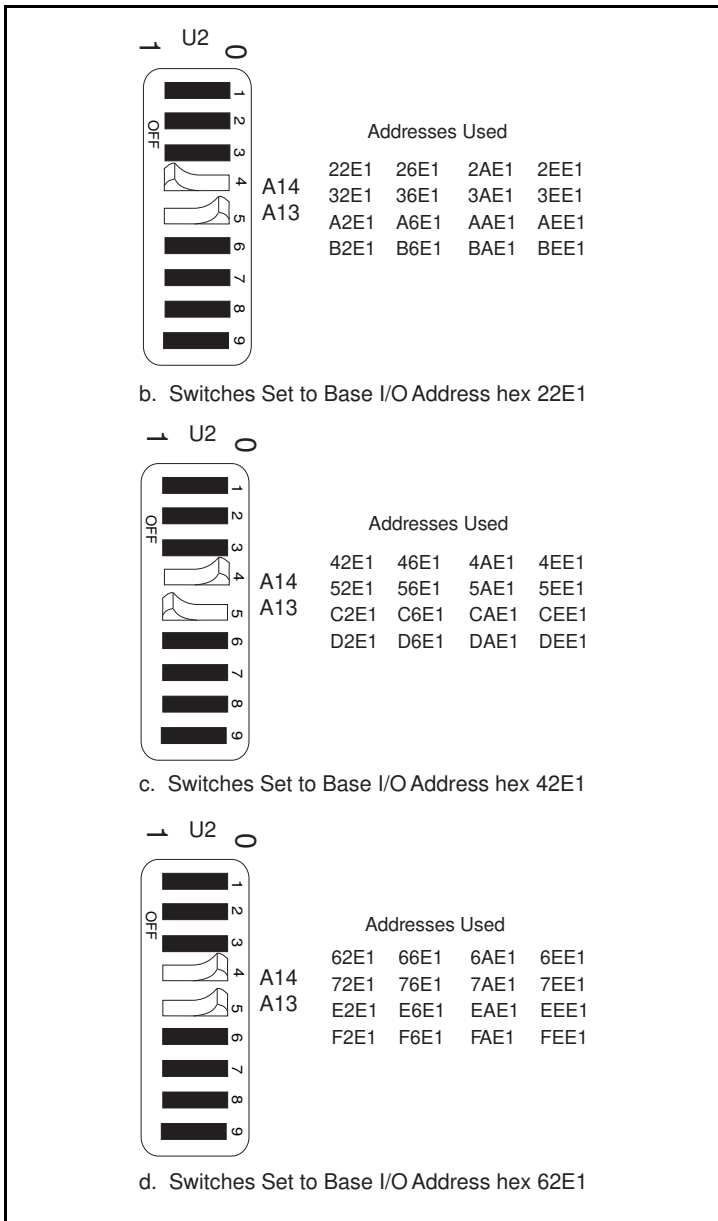 U2
1 0
OFF
1
2
3
4
5
6
7
8
9
A14
A13
Addresses Used
22E1 26E1 2AE1 2EE1
32E1 36E1 3AE1 3EE1
A2E1 A6E1 AAE1 AEE1
B2E1 B6E1 BAE1 BEE1
b. Switches Set to Base I/O Address hex 22E1
U2
1 0
OFF
1
2
3
4
5
6
7
8
9
A14
A13
Addresses Used
42E1 46E1 4AE1 4EE1
52E1 56E1 5AE1 5EE1
C2E1 C6E1 CAE1 CEE1
D2E1 D6E1 DAE1 DEE1
c. Switches Set to Base I/O Address hex 42E1
U2
1 0
OFF
1
2
3
4
5
6
7
8
9
A14
A13
Addresses Used
62E1 66E1 6AE1 6EE1
72E1 76E1 7AE1 7EE1
E2E1 E6E1 EAE1 EEE1
F2E1 F6E1 FAE1 FEE1
d. Switches Set to Base I/O Address hex 62E1